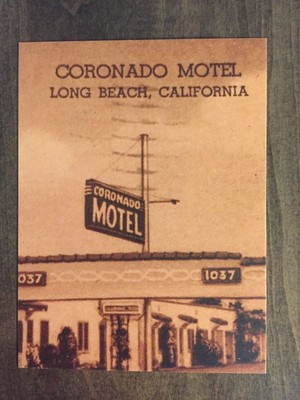 CORONADO MOTEL
LONG BEACH, CALIFORNIA
CORONADO
MOTEL
1037
1037